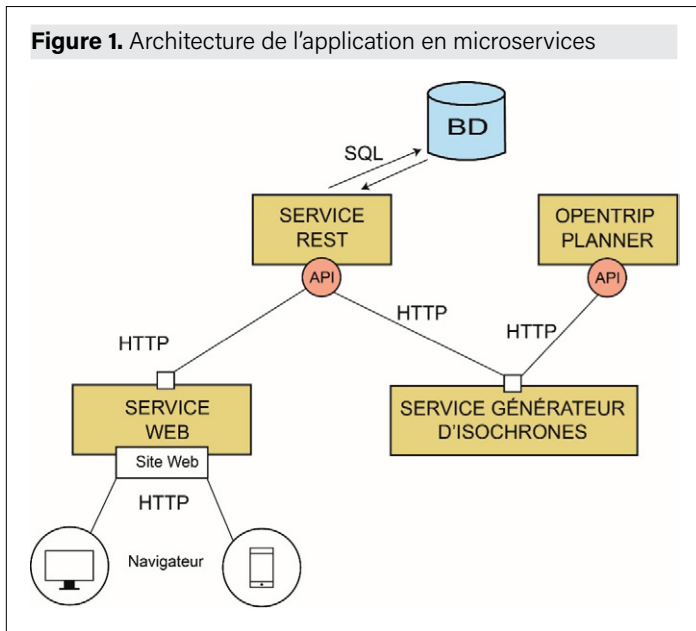 Figure 1. Architecture de l'application en microservices
BD
SQL
SERVICE
REST
OPENTRIP
PLANNER
API
API
HTTP
HTTP
HTTP
SERVICE
WEB
SERVICE GÉNÉRATEUR
D'ISOCHRONES
Site Web
HTTP
Navigateur